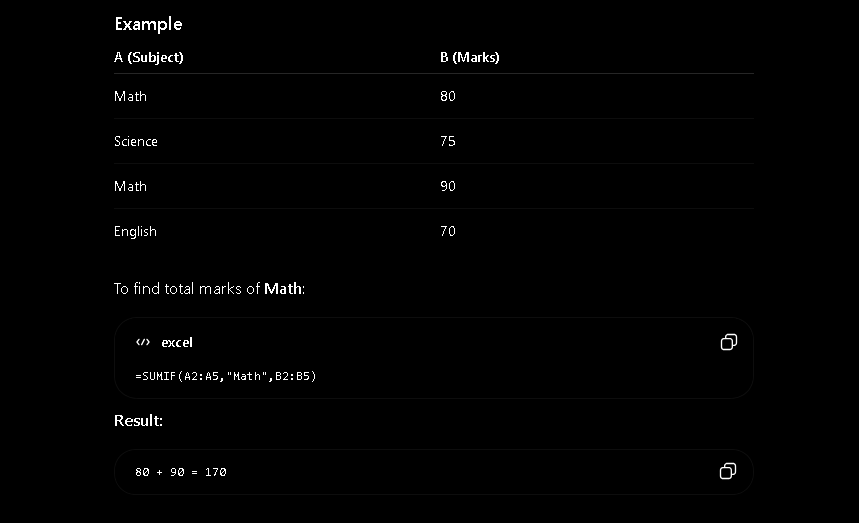 Example
A (Subject) B (Marks)
Math 80
Science 75
Math 90
English 70
To find total marks of Math:
excel
=SUMIF(A2:A5,"Math",B2:B5)
Result:
80 + 90 = 170